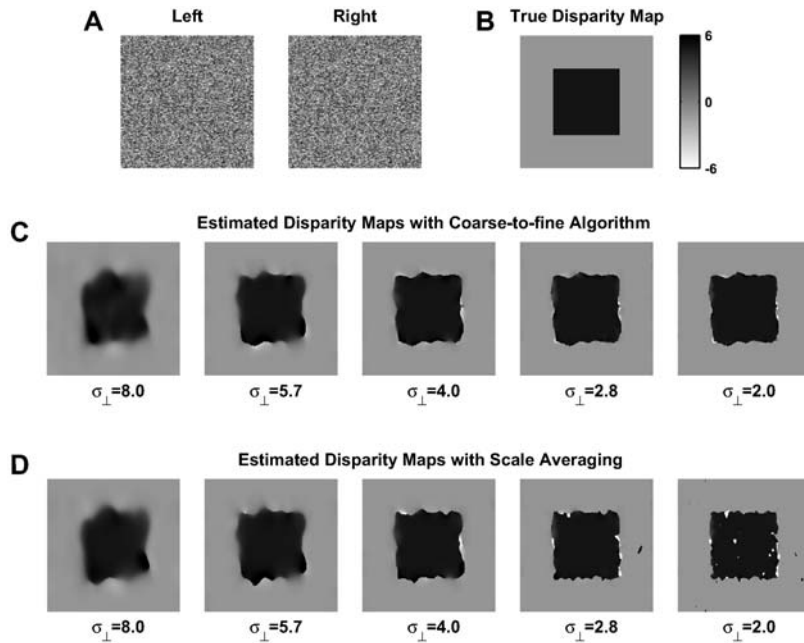 A
Left
Right
B
True Disparity Map
6
0
-6
C
Estimated Disparity Maps with Coarse-to-fine Algorithm
σ⊥=8.0
σ⊥=5.7
σ⊥=4.0
σ⊥=2.8
σ⊥=2.0
D
Estimated Disparity Maps with Scale Averaging
σ⊥=8.0
σ⊥=5.7
σ⊥=4.0
σ⊥=2.8
σ⊥=2.0